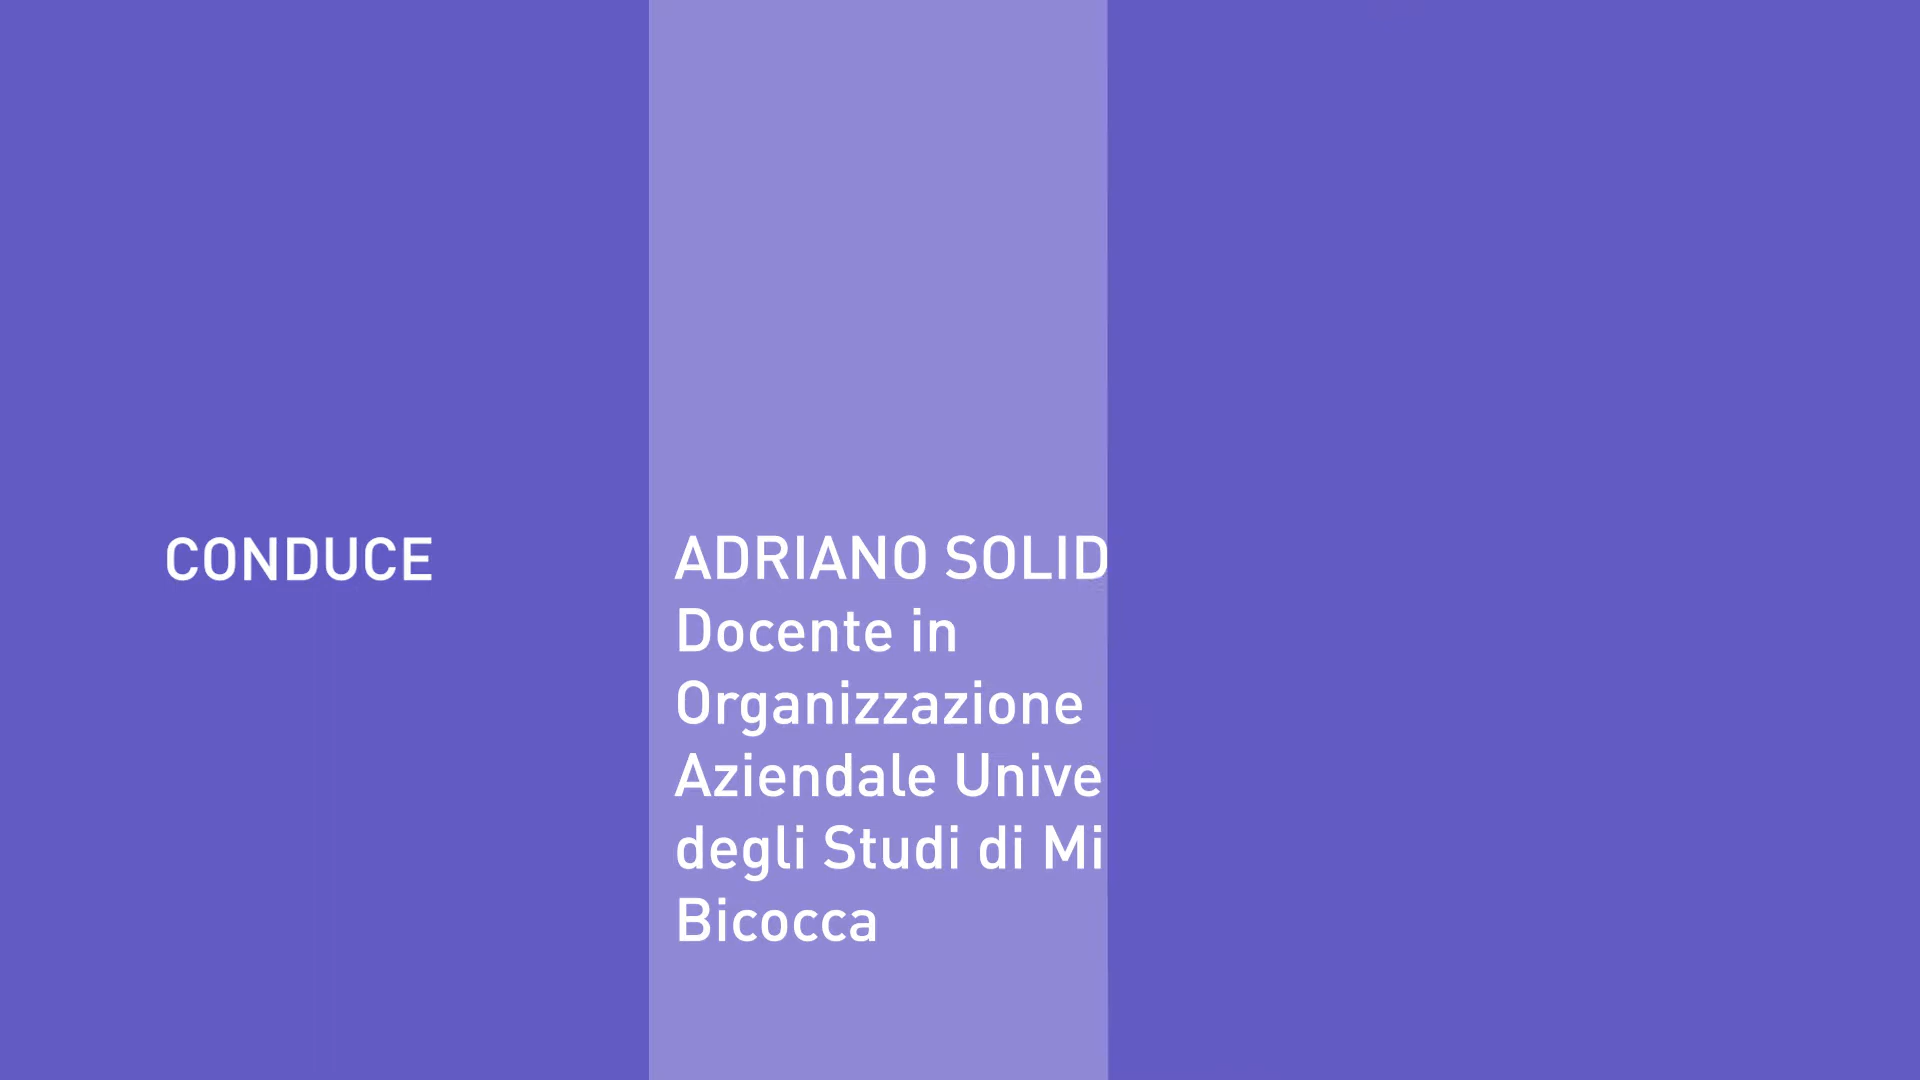 CONDUCE
ADRIANO SOLID
Docente in
Organizzazione
Aziendale Unive
degli Studi di Mi
Bicocca